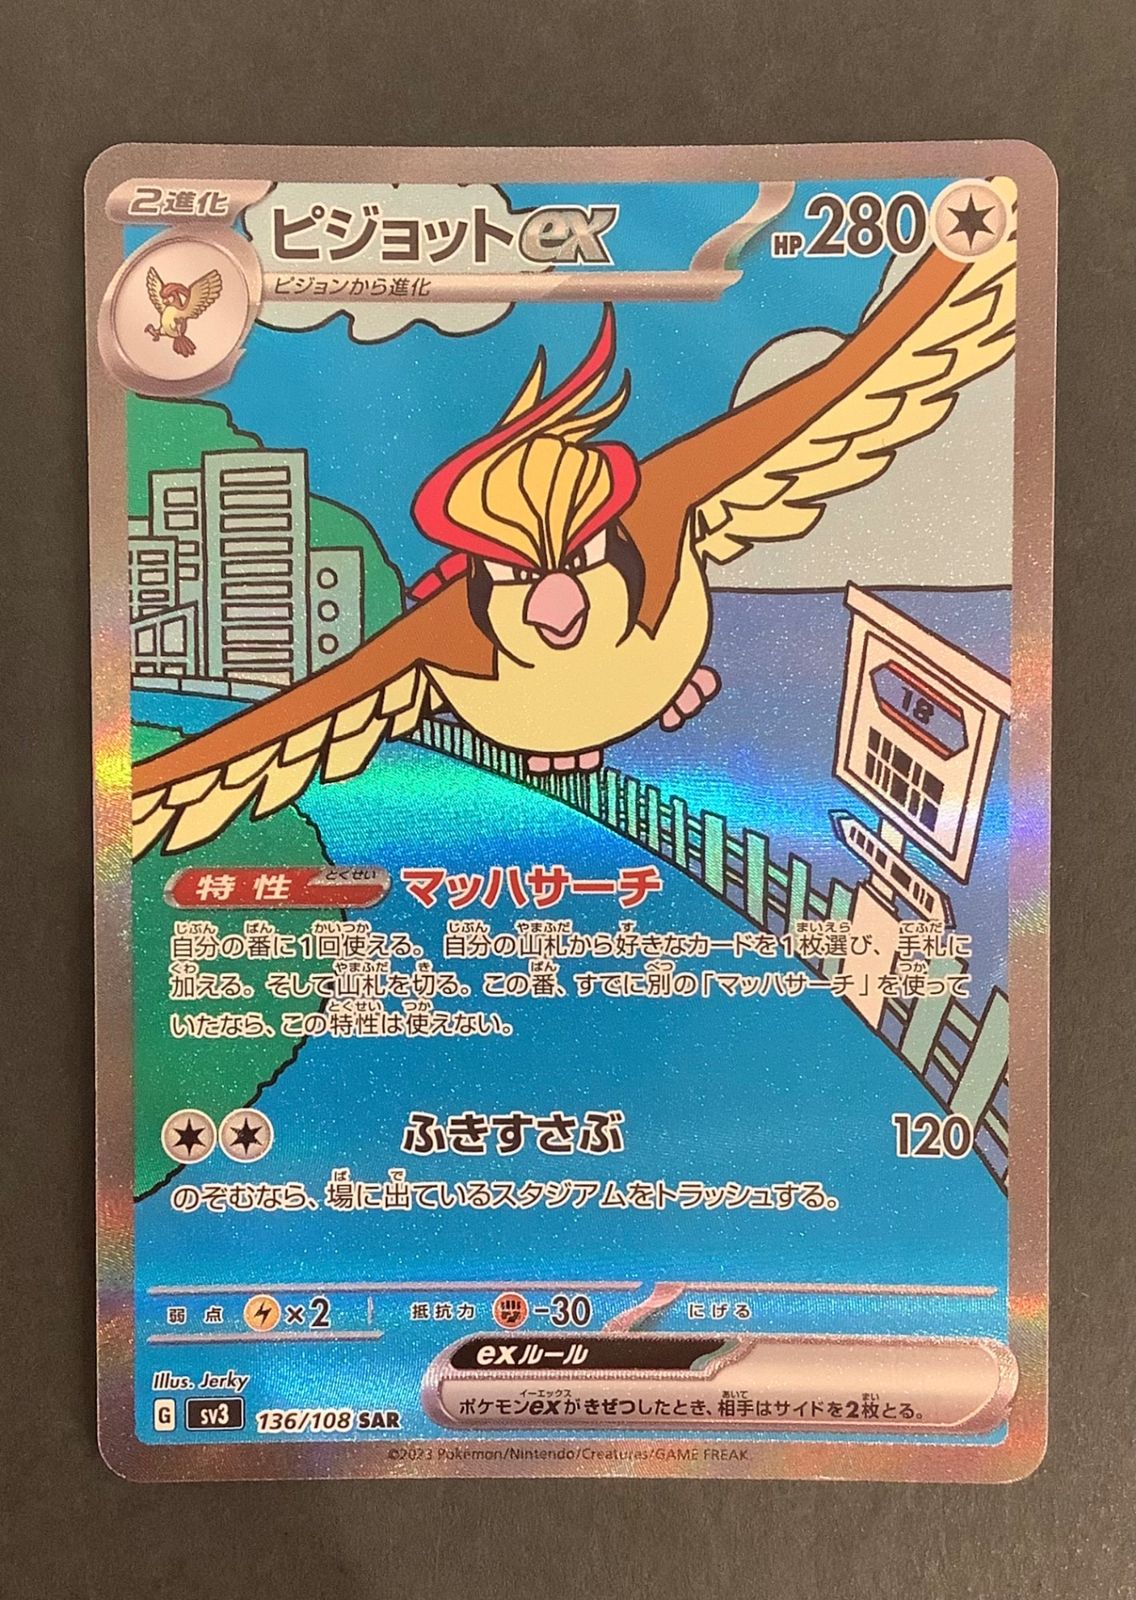 2進化
ピジョットex
HP280
ピジョンから進化
18
特性
とくせい
マッハサーチ
自分の番に1回使える。自分の山札から好きなカードを1枚選び、手札に
加える。そして山札を切る。この番、すでに別の「マッハサーチ」を使って
いたなら、この特性は使えない。
ふきすさぶ 120
のぞむなら、場に出ているスタジアムをトラッシュする。
弱点 ×2 抵抗力 -30 にげる
exルール
ポケモンexがきぜつしたとき、相手はサイドを2枚とる。
Illus. Jerky
G sv3 136/108 SAR
©2023 Pokémon/Nintendo/Creatures/GAME FREAK.